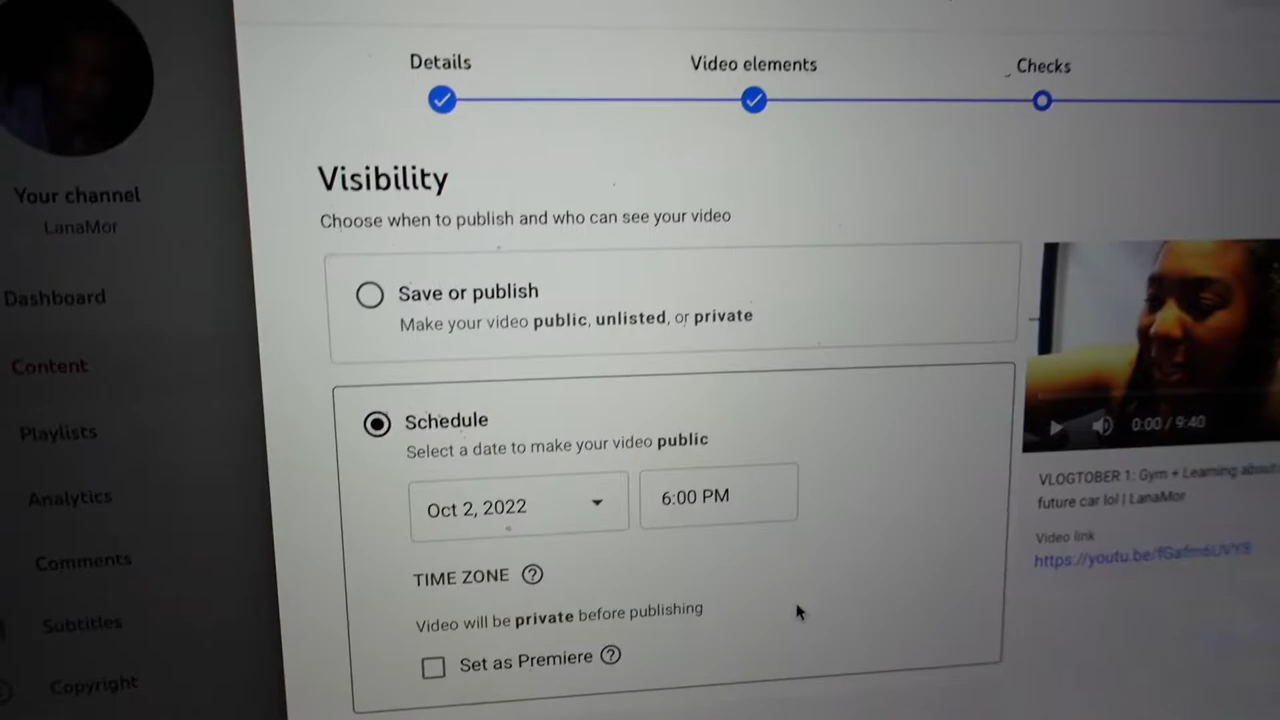 Details
Video elements
Checks
Your channel
LanaMor
Dashboard
Content
Playlists
Analytics
Comments
Subtitles
Copyright
Visibility
Choose when to publish and who can see your video
Save or publish
Make your video public, unlisted, or private
Schedule
Select a date to make your video public
Oct 2, 2022
6:00 PM
TIME ZONE
Video will be private before publishing
Set as Premiere
0:00 / 9:40
VLOGTOBER 1: Gym + Learning about
future car lol | LanaMor
Video link